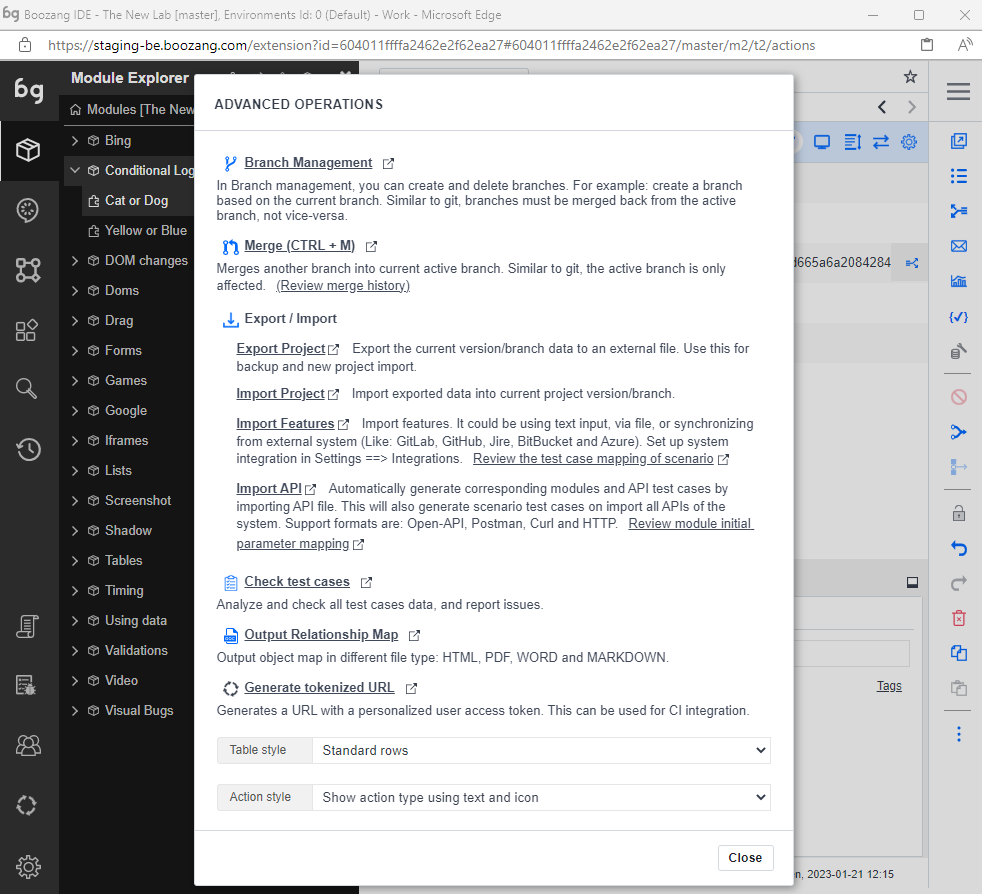 bg Boozang IDE - The New Lab [master], Environments Id: 0 (Default) - Work - Microsoft Edge
https://staging-be.boozang.com/extension?id=604011ffffa2462e2f62ea27#604011ffffa2462e2f62ea27/master/m2/t2/actions
bg
Module Explorer
Modules [The New
Bing
Conditional Log
Cat or Dog
Yellow or Blue
DOM changes
Doms
Drag
Forms
Games
Google
Iframes
Lists
Screenshot
Shadow
Tables
Timing
Using data
Validations
Video
Visual Bugs
ADVANCED OPERATIONS
Branch Management
In Branch management, you can create and delete branches. For example: create a branch
based on the current branch. Similar to git, branches must be merged back from the active
branch, not vice-versa.
Merge (CTRL + M)
Merges another branch into current active branch. Similar to git, the active branch is only
affected. (Review merge history)
Export / Import
Export Project Export the current version/branch data to an external file. Use this for
backup and new project import.
Import Project Import exported data into current project version/branch.
Import Features Import features. It could be using text input, via file, or synchronizing
from external system (Like: GitLab, GitHub, Jire, BitBucket and Azure). Set up system
integration in Settings ==> Integrations. Review the test case mapping of scenario
Import API Automatically generate corresponding modules and API test cases by
importing API file. This will also generate scenario test cases on import all APIs of the
system. Support formats are: Open-API, Postman, Curl and HTTP. Review module initial
parameter mapping
Check test cases
Analyze and check all test cases data, and report issues.
Output Relationship Map
Output object map in different file type: HTML, PDF, WORD and MARKDOWN.
Generate tokenized URL
Generates a URL with a personalized user access token. This can be used for CI integration.
Table style Standard rows
Action style Show action type using text and icon
Close
d665a6a2084284
Tags
en, 2023-01-21 12:15